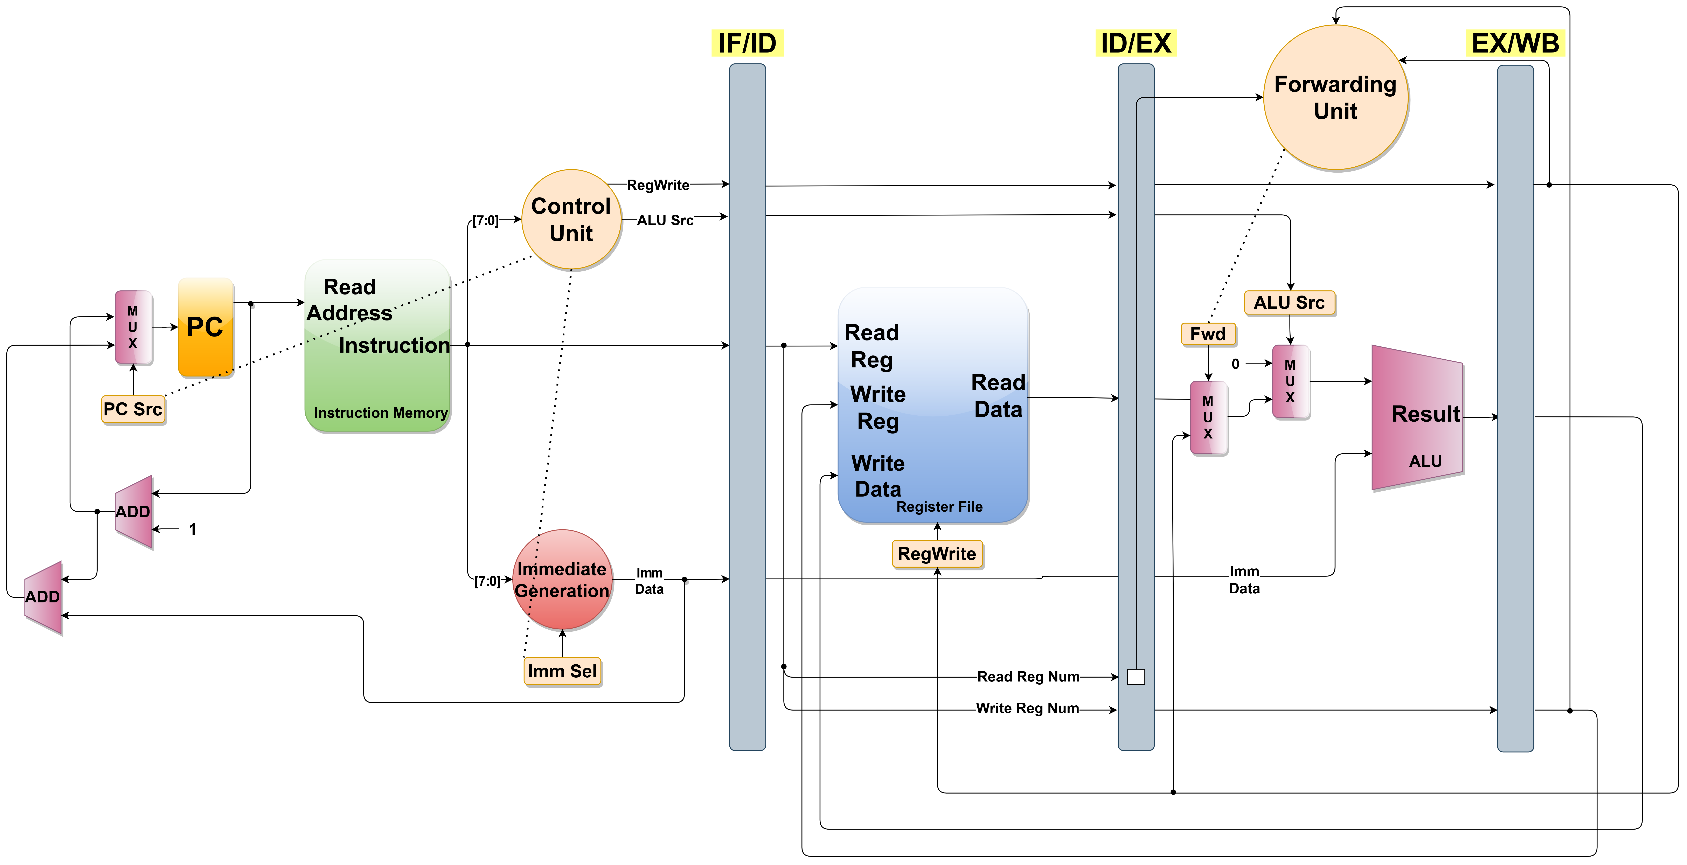 IF/ID
ID/EX
EX/WB
Forwarding
Unit
RegWrite
Control
Unit
[7:0]
ALU Src
Read
Address
Instruction
Instruction Memory
M
U
X
PC
PC Src
ADD
1
ADD
[7:0]
Immediate
Generation
Imm
Data
Imm Sel
Read
Reg
Write
Reg
Read
Data
Write
Data
Register File
RegWrite
ALU Src
Fwd
0
M
U
X
M
U
X
Result
ALU
Imm
Data
Read Reg Num
Write Reg Num